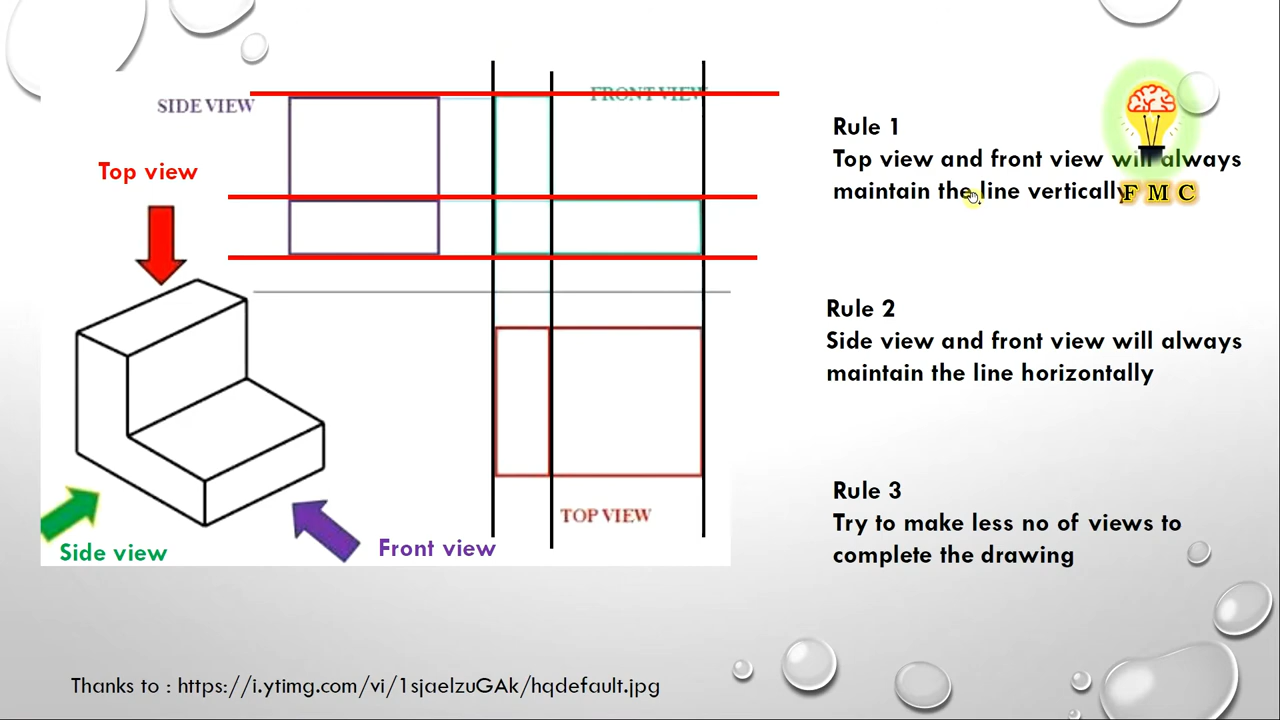 SIDE VIEW
FRONT VIEW
Top view
Side view
Front view
TOP VIEW
Rule 1
Top view and front view will always
maintain the line vertically
F M C
Rule 2
Side view and front view will always
maintain the line horizontally
Rule 3
Try to make less no of views to
complete the drawing
Thanks to : https://i.ytimg.com/vi/1sjaelzuGAk/hqdefault.jpg